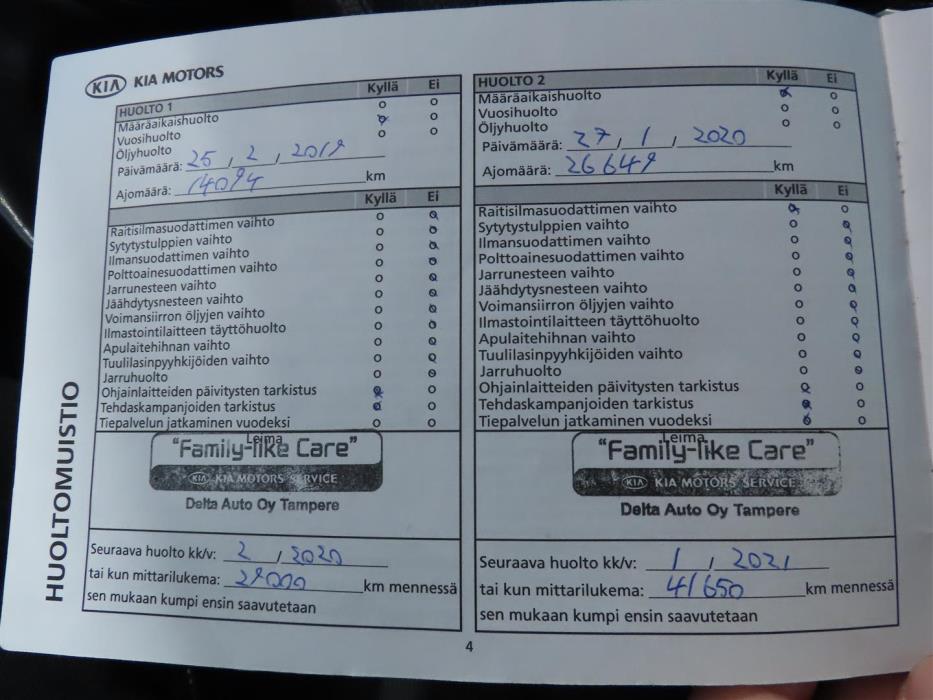 KIA KIA MOTORS
HUOLTO 1 Kyllä Ei
Määräaikaishuolto
Vuosihuolto
Öljyhuolto
Päivämäärä: 25 / 2 / 2019
Ajomäärä: 14094 km
Kyllä Ei
Raitisilmasuodattimen vaihto
Sytytystulppien vaihto
Ilmansuodattimen vaihto
Polttoainesuodattimen vaihto
Jarrunesteen vaihto
Jäähdytysnesteen vaihto
Voimansiirron öljyjen vaihto
Ilmastointilaitteen täyttöhuolto
Apulaitehihnan vaihto
Tuulilasinpyyhkijöiden vaihto
Jarruhuolto
Ohjainlaitteiden päivitysten tarkistus
Tehdaskampanjoiden tarkistus
Tiepalvelun jatkaminen vuodeksi
Leima
"Family-like Care"
KIA KIA MOTORS SERVICE
Delta Auto Oy Tampere
Seuraava huolto kk/v: 2 / 2020
tai kun mittarilukema: 29000 km mennessä
sen mukaan kumpi ensin saavutetaan
HUOLTO 2 Kyllä Ei
Määräaikaishuolto
Vuosihuolto
Öljyhuolto
Päivämäärä: 27 / 1 / 2020
Ajomäärä: 26649 km
Kyllä Ei
Raitisilmasuodattimen vaihto
Sytytystulppien vaihto
Ilmansuodattimen vaihto
Polttoainesuodattimen vaihto
Jarrunesteen vaihto
Jäähdytysnesteen vaihto
Voimansiirron öljyjen vaihto
Ilmastointilaitteen täyttöhuolto
Apulaitehihnan vaihto
Tuulilasinpyyhkijöiden vaihto
Jarruhuolto
Ohjainlaitteiden päivitysten tarkistus
Tehdaskampanjoiden tarkistus
Tiepalvelun jatkaminen vuodeksi
Leima
"Family-like Care"
KIA KIA MOTORS SERVICE
Delta Auto Oy Tampere
Seuraava huolto kk/v: 1 / 2021
tai kun mittarilukema: 41650 km mennessä
sen mukaan kumpi ensin saavutetaan
HUOLTOMUISTIO
4